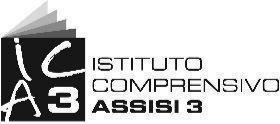 iC
A3
ISTITUTO
COMPRENSIVO
ASSISI 3